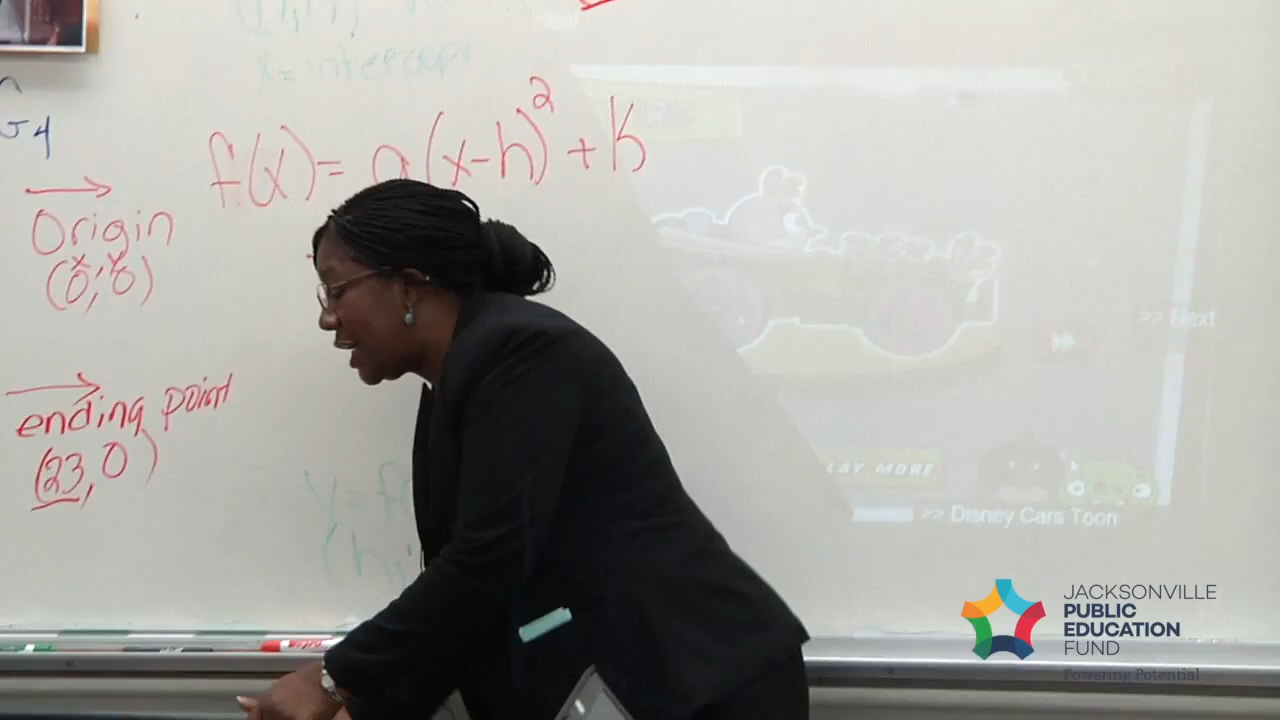 x=intercept
f(x)= a(x-h)²+k
Origin
x y
(0,0)
ending point
(23,0)
>> Next
PLAY MORE
>> Disney Cars Toon
JACKSONVILLE
PUBLIC
EDUCATION
FUND
Powering Potential